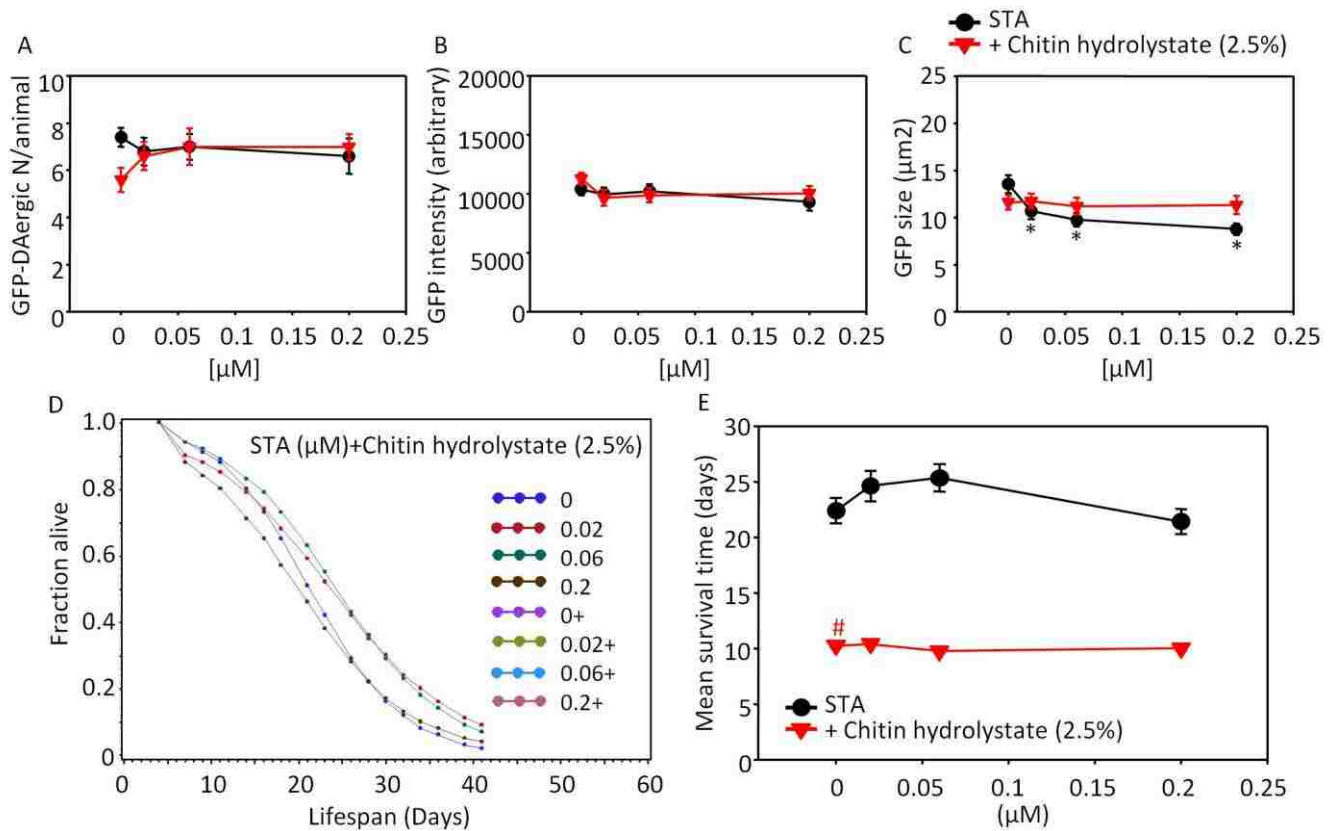 STA
+ Chitin hydrolystate (2.5%)
A
GFP-DAergic N/animal
10
8
6
4
2
0
0 0.05 0.1 0.15 0.2 0.25
[µM]
B
GFP intensity (arbitrary)
20000
15000
10000
5000
0
0 0.05 0.1 0.15 0.2 0.25
[µM]
C
GFP size (µm2)
25
20
15
10
5
0
* * *
0 0.05 0.1 0.15 0.2 0.25
[µM]
D
STA (µM)+Chitin hydrolystate (2.5%)
Fraction alive
1.0
0.8
0.6
0.4
0.2
0
0
0.02
0.06
0.2
0+
0.02+
0.06+
0.2+
0 10 20 30 40 50 60
Lifespan (Days)
E
Mean survival time (days)
30
25
20
15
10
5
0
#
STA
+ Chitin hydrolystate (2.5%)
0 0.05 0.1 0.15 0.2 0.25
(µM)